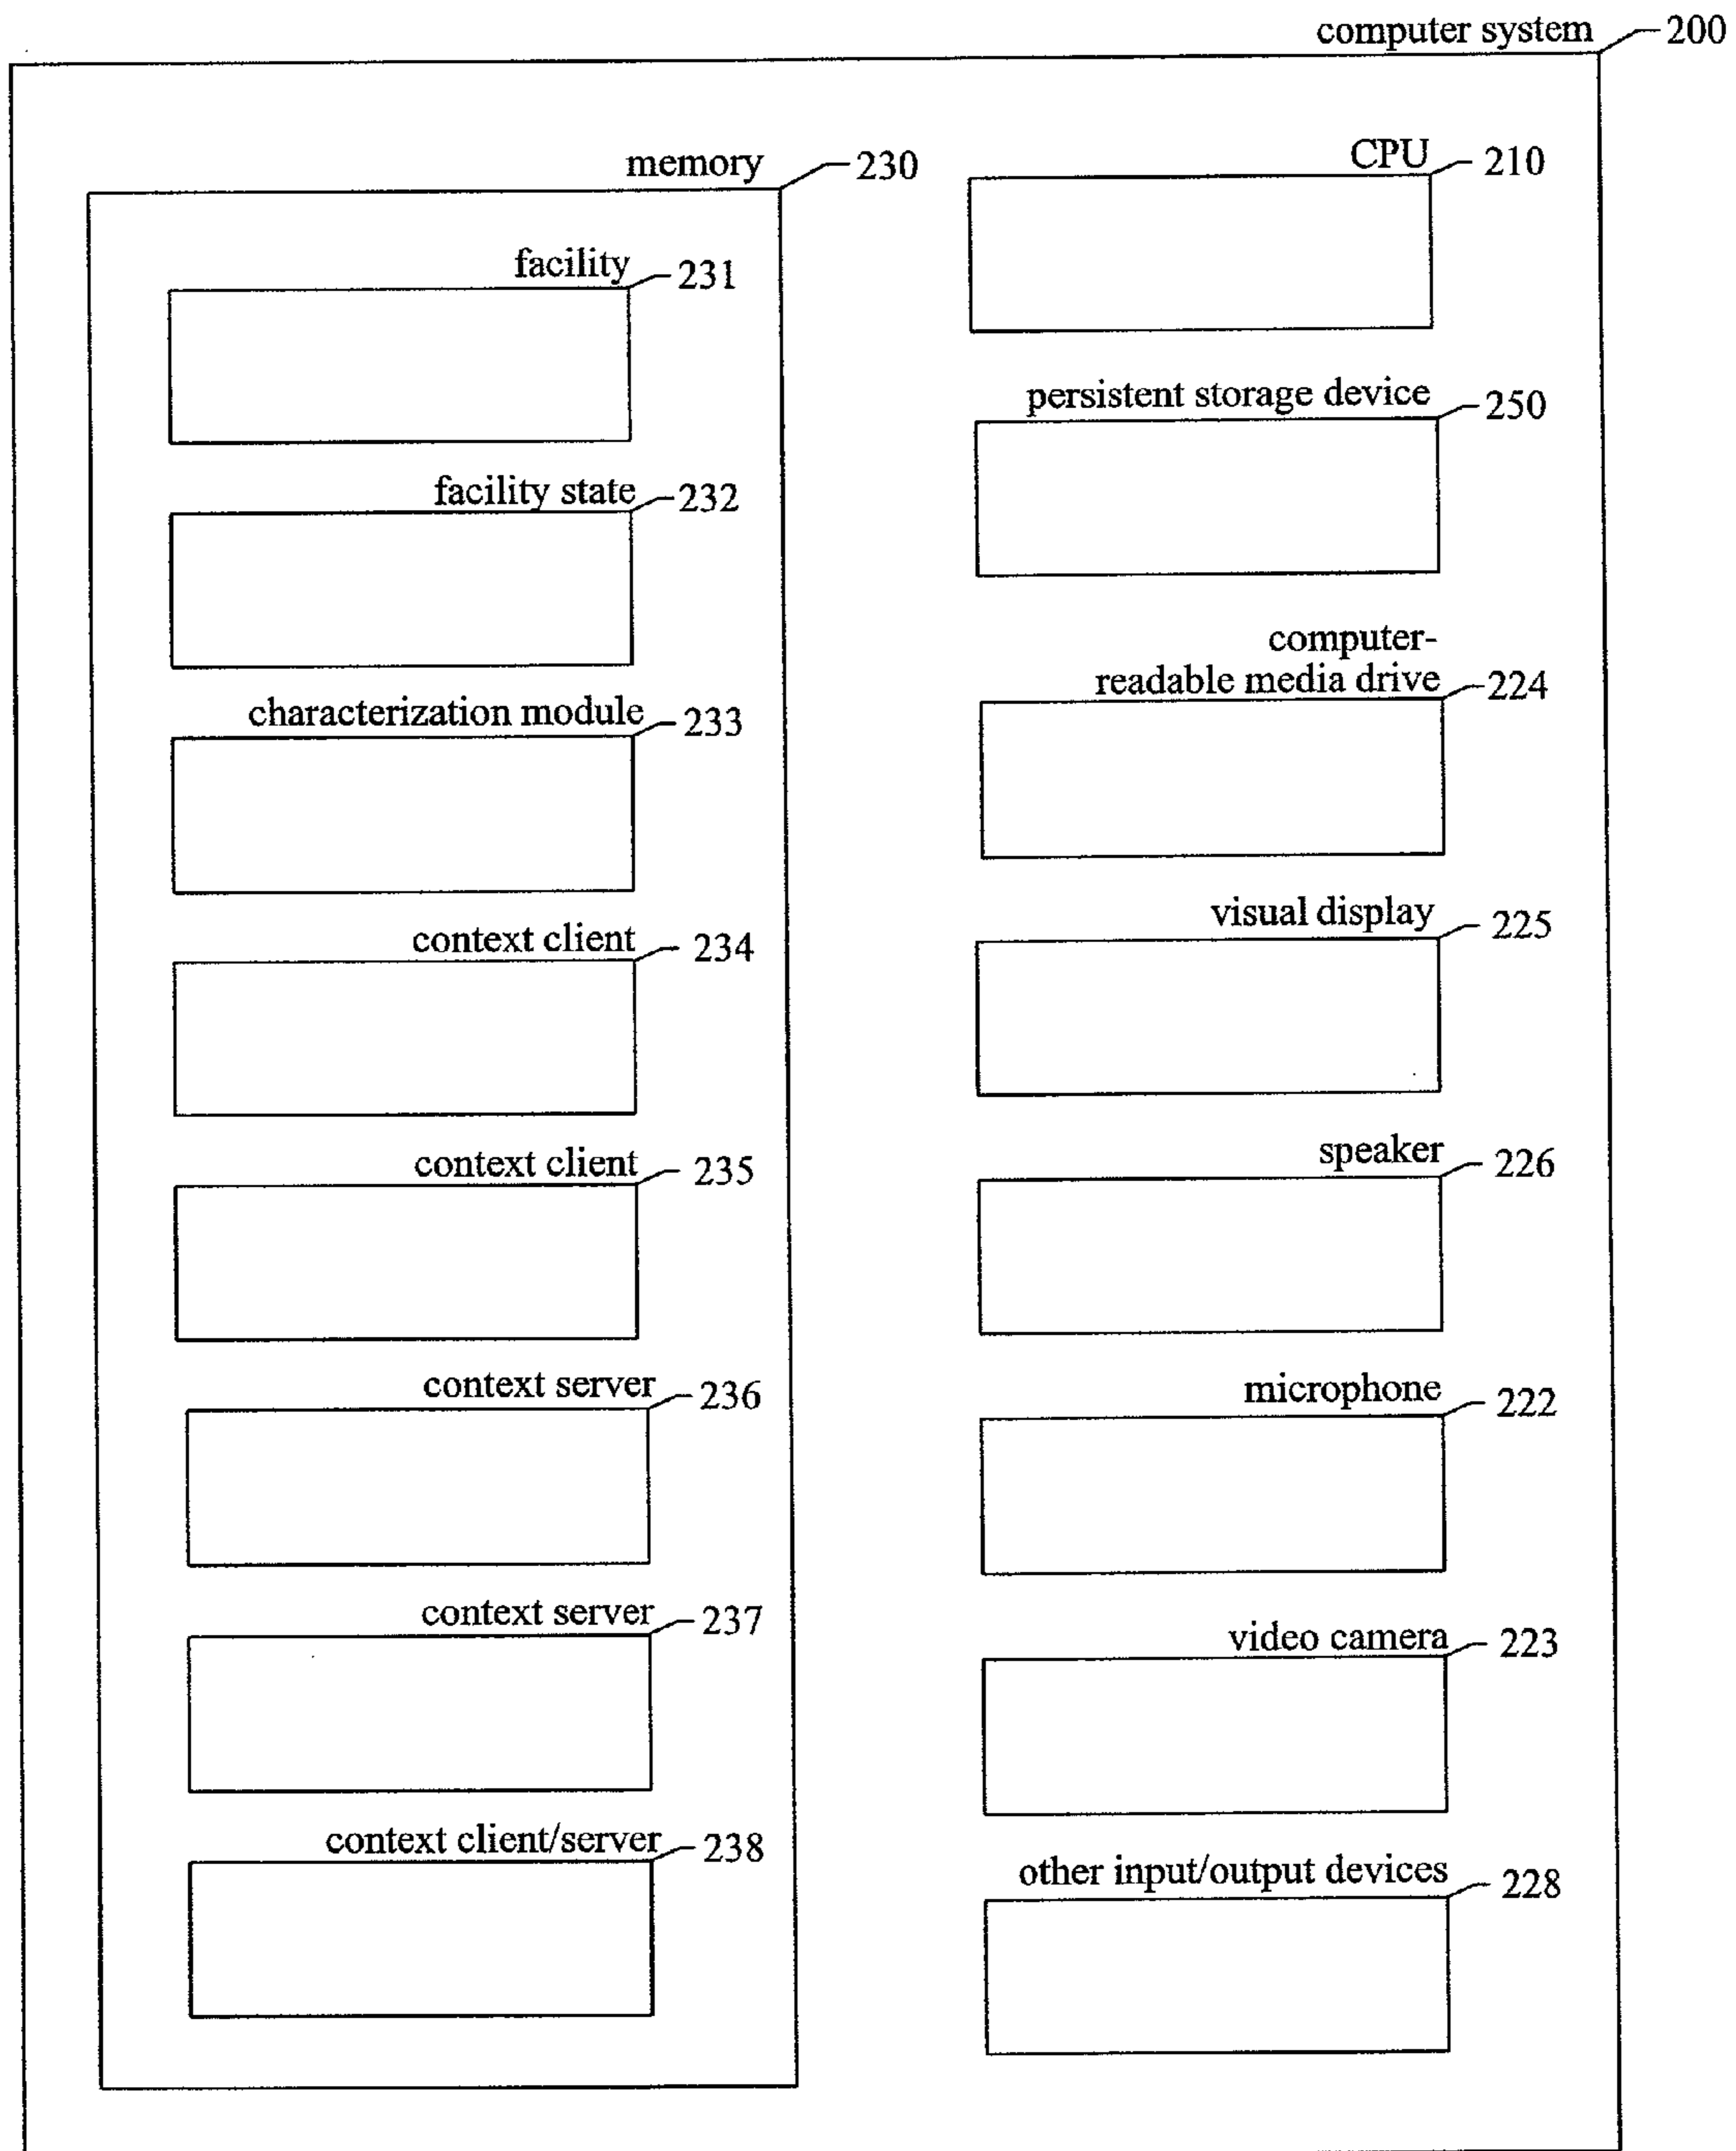 computer system 200
memory 230
facility 231
facility state 232
characterization module 233
context client 234
context client 235
context server 236
context server 237
context client/server 238
CPU 210
persistent storage device 250
computer-
readable media drive 224
visual display 225
speaker 226
microphone 222
video camera 223
other input/output devices 228